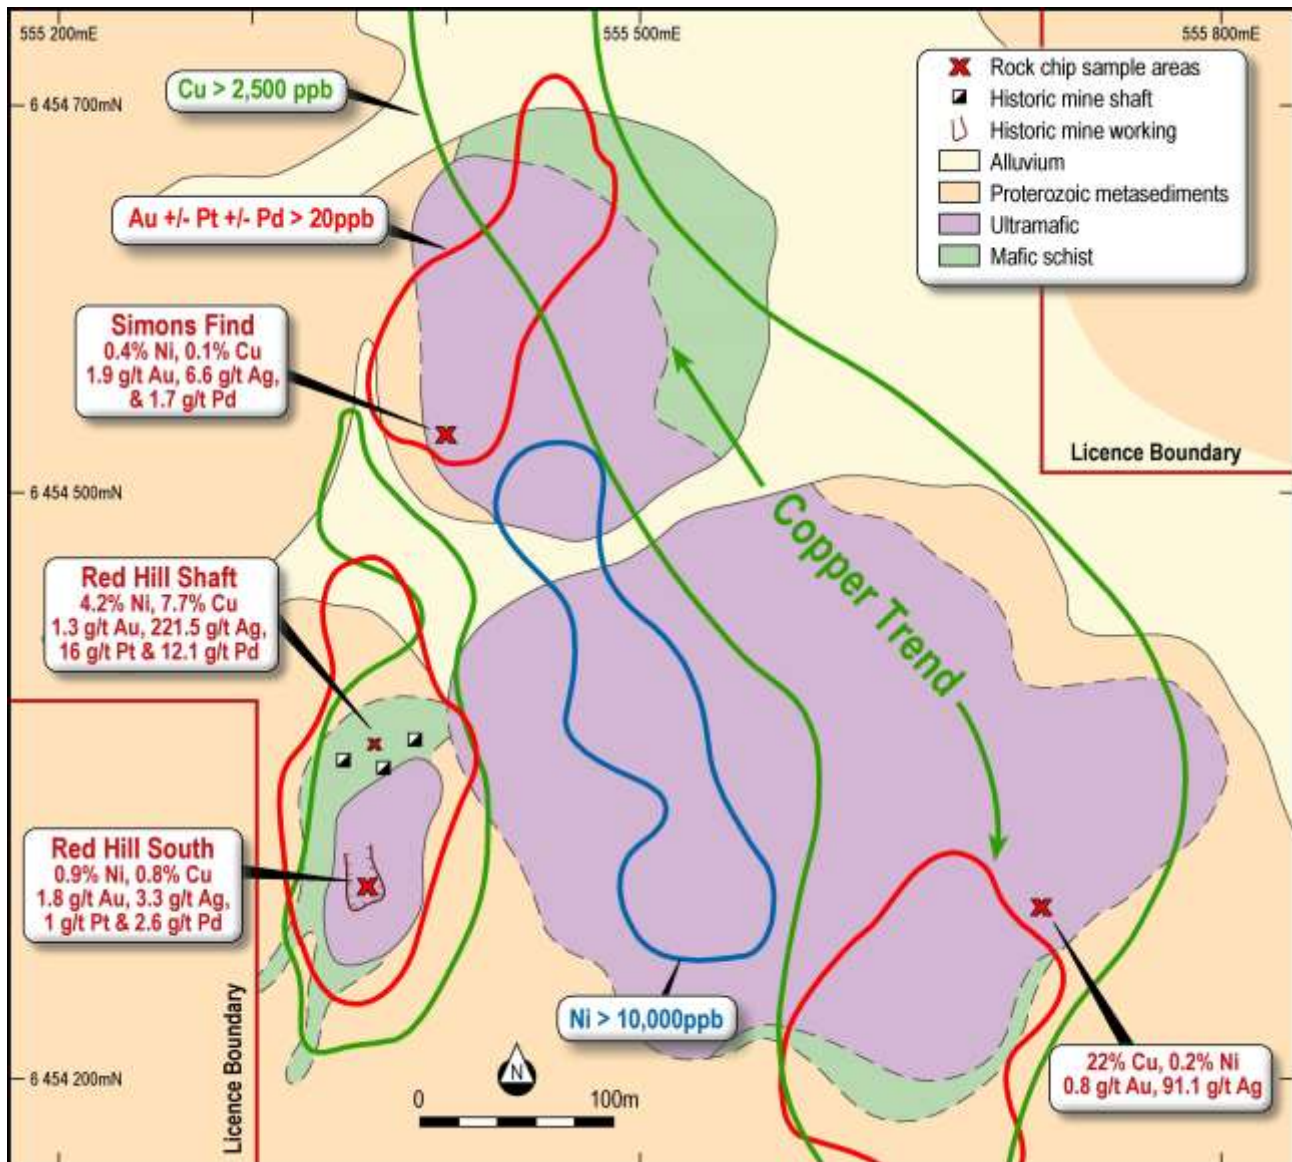 555 200mE
555 500mE
555 800mE
6 454 700mN
Cu > 2,500 ppb
Rock chip sample areas
Historic mine shaft
Historic mine working
Alluvium
Proterozoic metasediments
Ultramafic
Mafic schist
Au +/- Pt +/- Pd > 20ppb
Simons Find
0.4% Ni, 0.1% Cu
1.9 g/t Au, 6.6 g/t Ag,
& 1.7 g/t Pd
Licence Boundary
6 454 500mN
Copper Trend
Red Hill Shaft
4.2% Ni, 7.7% Cu
1.3 g/t Au, 221.5 g/t Ag,
16 g/t Pt & 12.1 g/t Pd
Red Hill South
0.9% Ni, 0.8% Cu
1.8 g/t Au, 3.3 g/t Ag,
1 g/t Pt & 2.6 g/t Pd
Licence Boundary
Ni > 10,000ppb
22% Cu, 0.2% Ni
0.8 g/t Au, 91.1 g/t Ag
6 454 200mN
N
0 100m